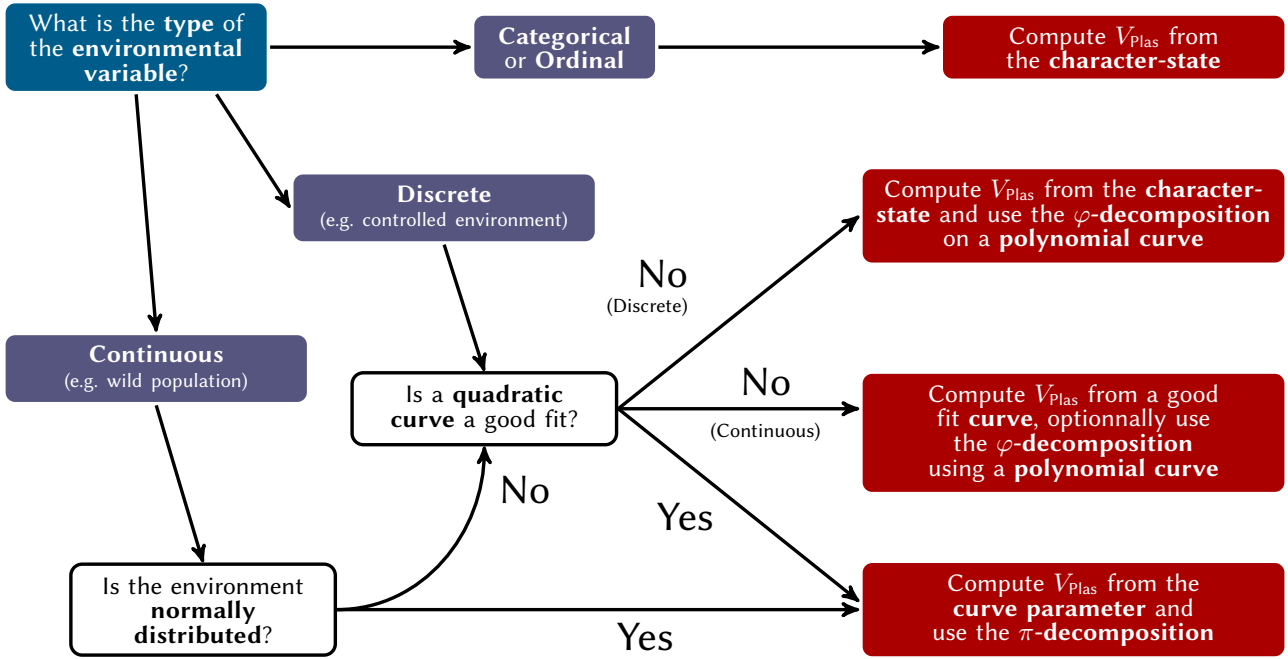 What is the type of
the environmental
variable?
Categorical
or Ordinal
Compute V_Plas from
the character-state
Discrete
(e.g. controlled environment)
Compute V_Plas from the character-
state and use the φ-decomposition
on a polynomial curve
No
(Discrete)
Continuous
(e.g. wild population)
Is a quadratic
curve a good fit?
No
(Continuous)
Compute V_Plas from a good
fit curve, optionnally use
the φ-decomposition
using a polynomial curve
No
Yes
Is the environment
normally
distributed?
Yes
Compute V_Plas from the
curve parameter and
use the π-decomposition